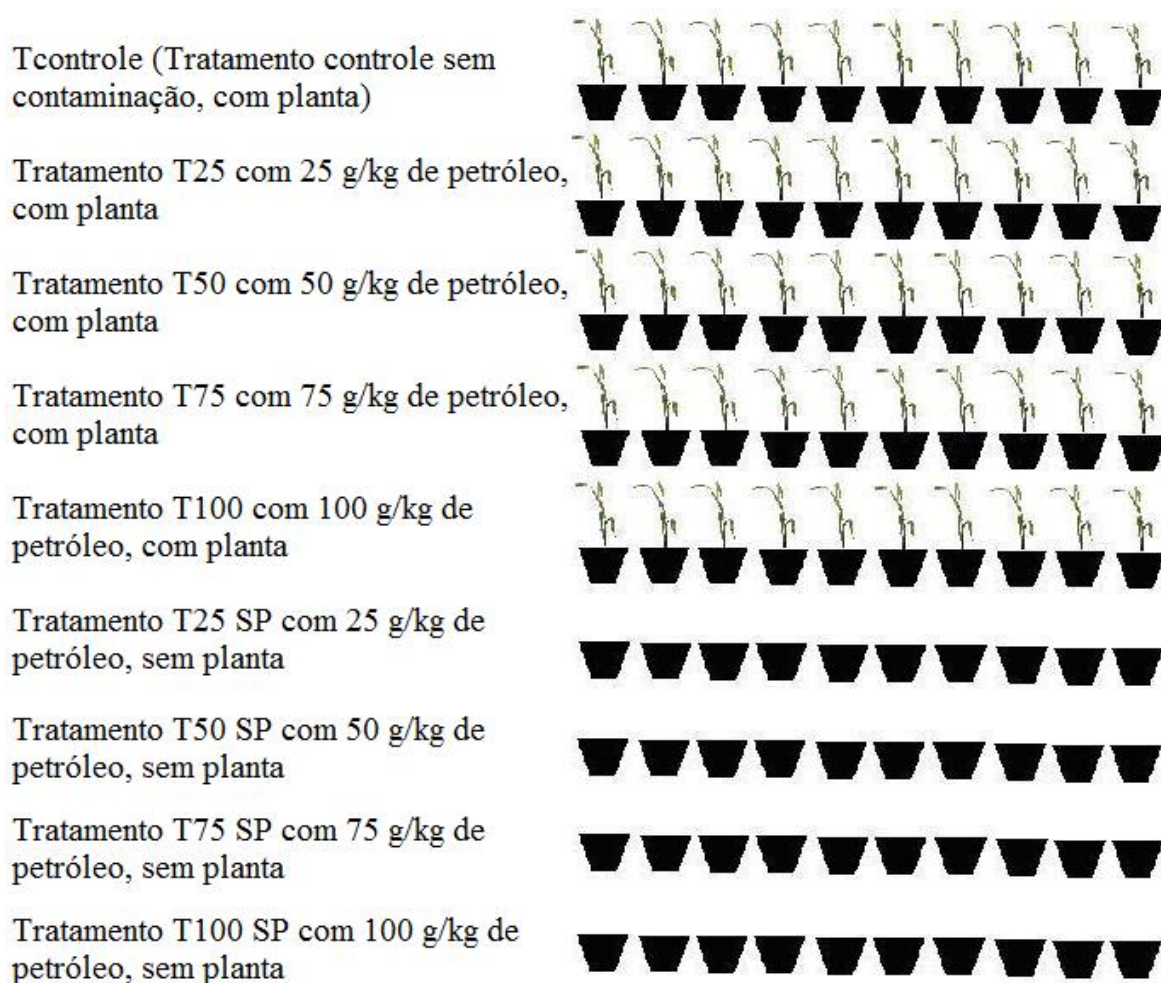 Tcontrole (Tratamento controle sem
contaminação, com planta)
Tratamento T25 com 25 g/kg de petróleo,
com planta
Tratamento T50 com 50 g/kg de petróleo,
com planta
Tratamento T75 com 75 g/kg de petróleo,
com planta
Tratamento T100 com 100 g/kg de
petróleo, com planta
Tratamento T25 SP com 25 g/kg de
petróleo, sem planta
Tratamento T50 SP com 50 g/kg de
petróleo, sem planta
Tratamento T75 SP com 75 g/kg de
petróleo, sem planta
Tratamento T100 SP com 100 g/kg de
petróleo, sem planta